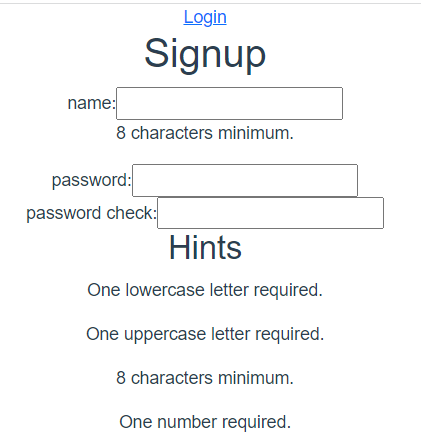 Login
Signup
name:
8 characters minimum.
password:
password check:
Hints
One lowercase letter required.
One uppercase letter required.
8 characters minimum.
One number required.